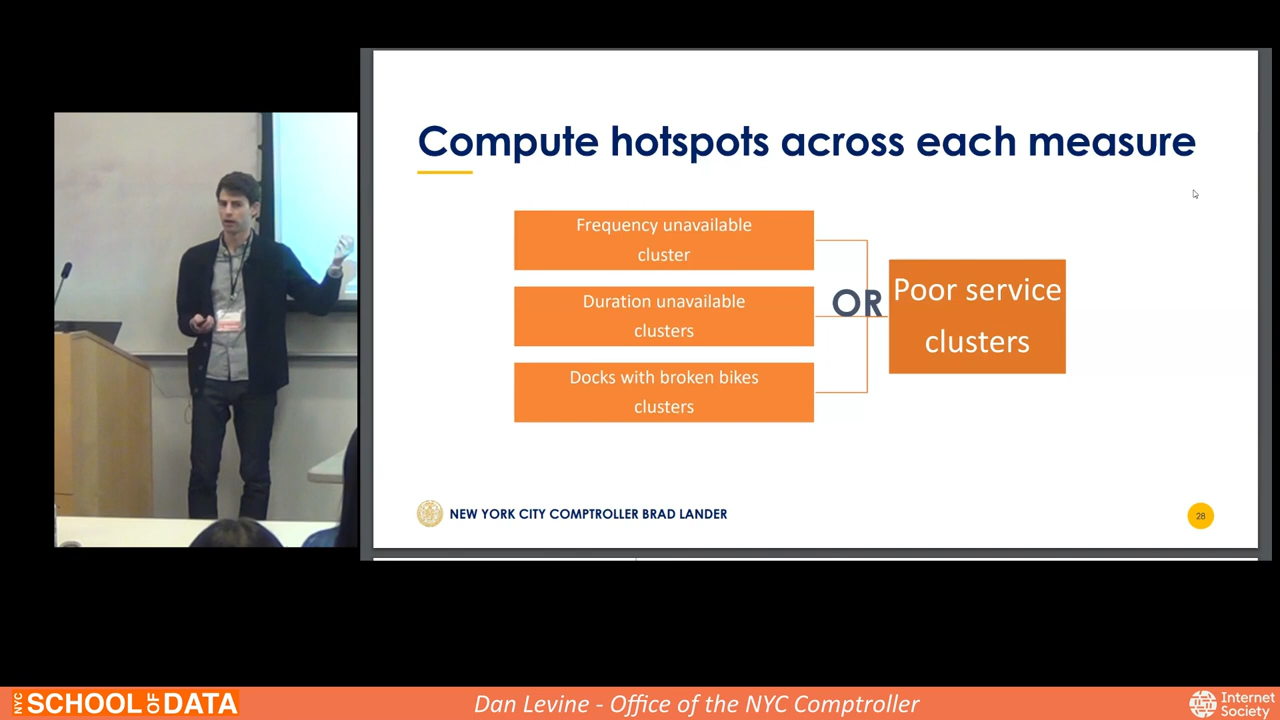 Compute hotspots across each measure
Frequency unavailable
cluster
Duration unavailable
clusters
Docks with broken bikes
clusters
OR
Poor service
clusters
NEW YORK CITY COMPTROLLER BRAD LANDER
28
NYC SCHOOL OF DATA
Dan Levine - Office of the NYC Comptroller
Internet
Society